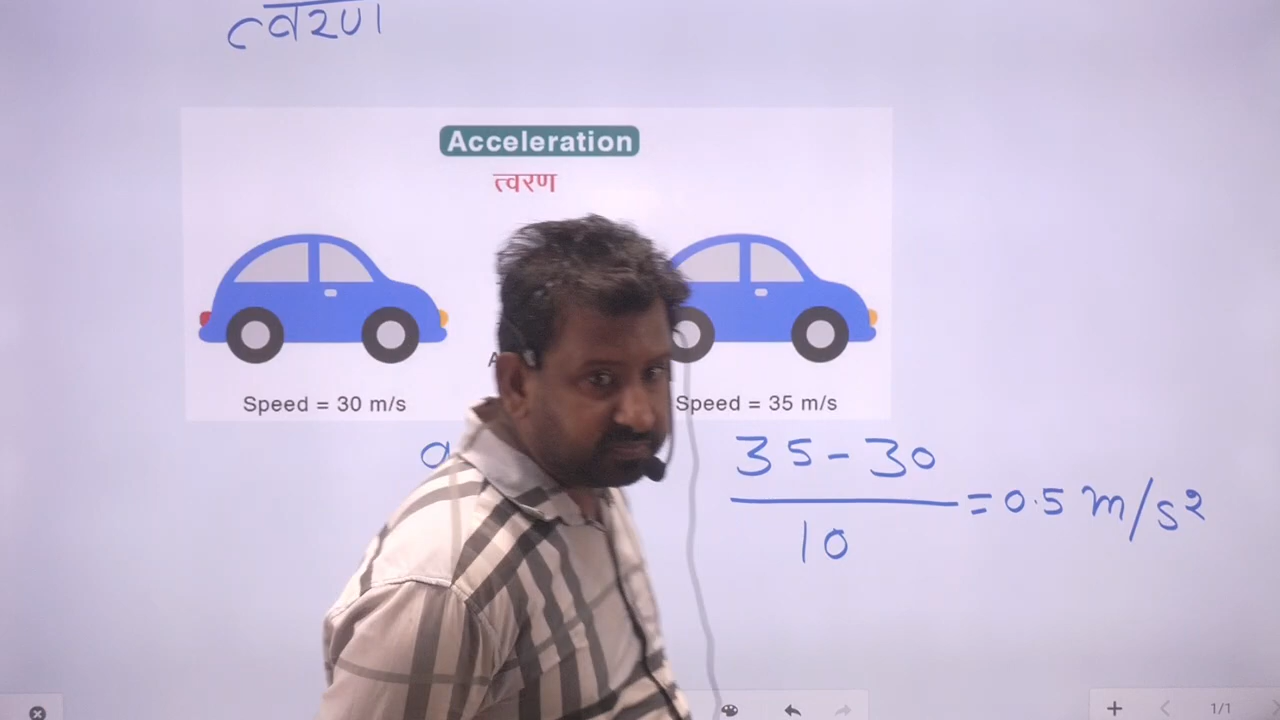 त्वरण
Acceleration
त्वरण
Speed = 30 m/s
Speed = 35 m/s
35-30
= 0.5 m/s²
10
1/1